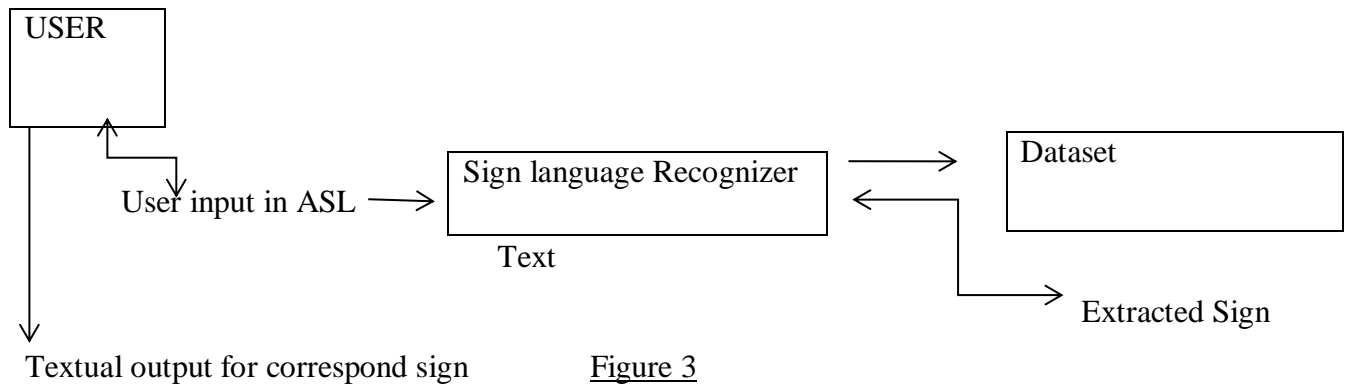 USER
Dataset
Sign language Recognizer
User input in ASL
Text
Extracted Sign
Textual output for correspond sign
Figure 3